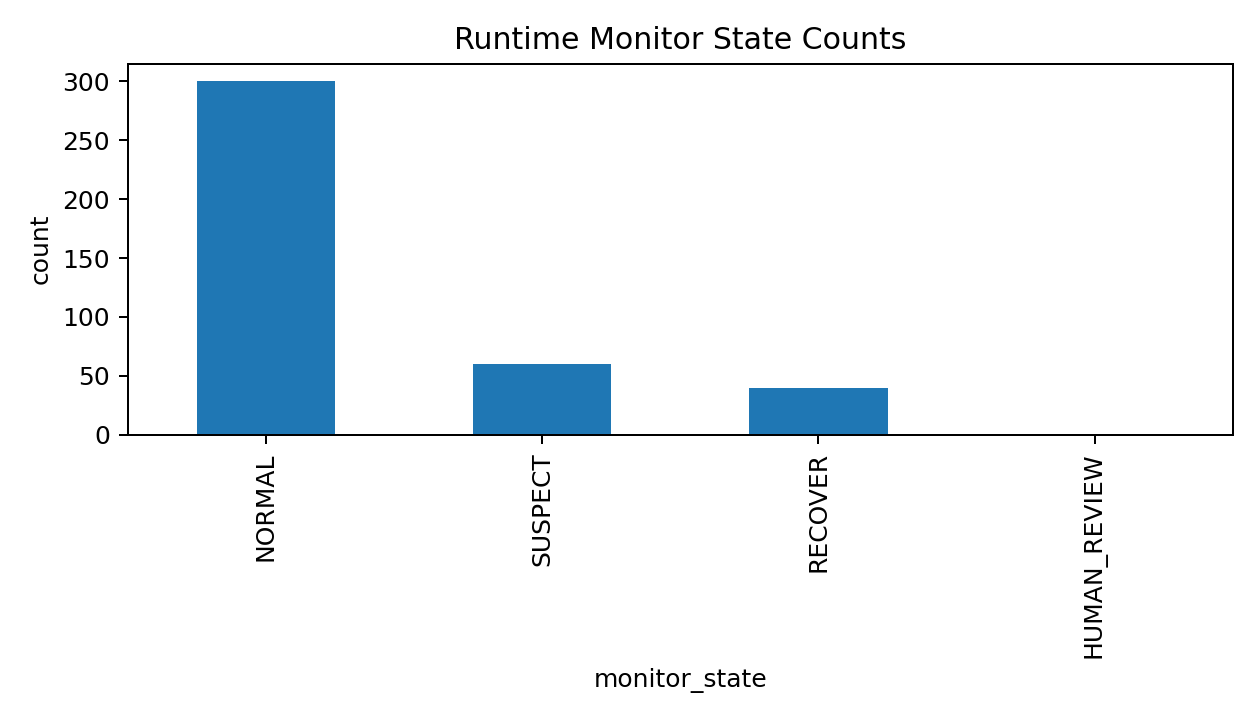 Runtime Monitor State Counts
300
250
200
150
100
50
0
count
NORMAL
SUSPECT
RECOVER
HUMAN_REVIEW
monitor_state